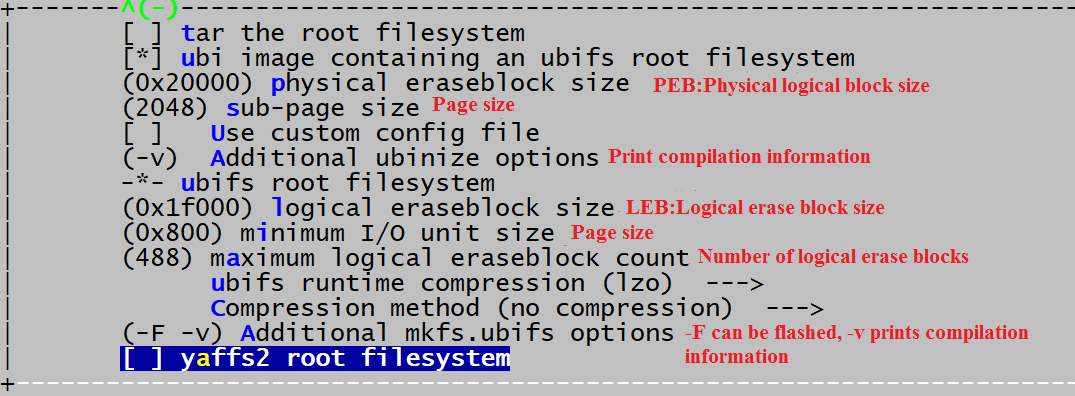 ^(-)
[ ] tar the root filesystem
[*] ubi image containing an ubifs root filesystem
(0x20000) physical eraseblock size PEB:Physical logical block size
(2048) sub-page size Page size
[ ] Use custom config file
(-v) Additional ubinize options Print compilation information
-*- ubifs root filesystem
(0x1f000) logical eraseblock size LEB:Logical erase block size
(0x800) minimum I/O unit size Page size
(488) maximum logical eraseblock count Number of logical erase blocks
ubifs runtime compression (lzo) --->
Compression method (no compression) --->
(-F -v) Additional mkfs.ubifs options -F can be flashed, -v prints compilation
[ ] yaffs2 root filesystem information